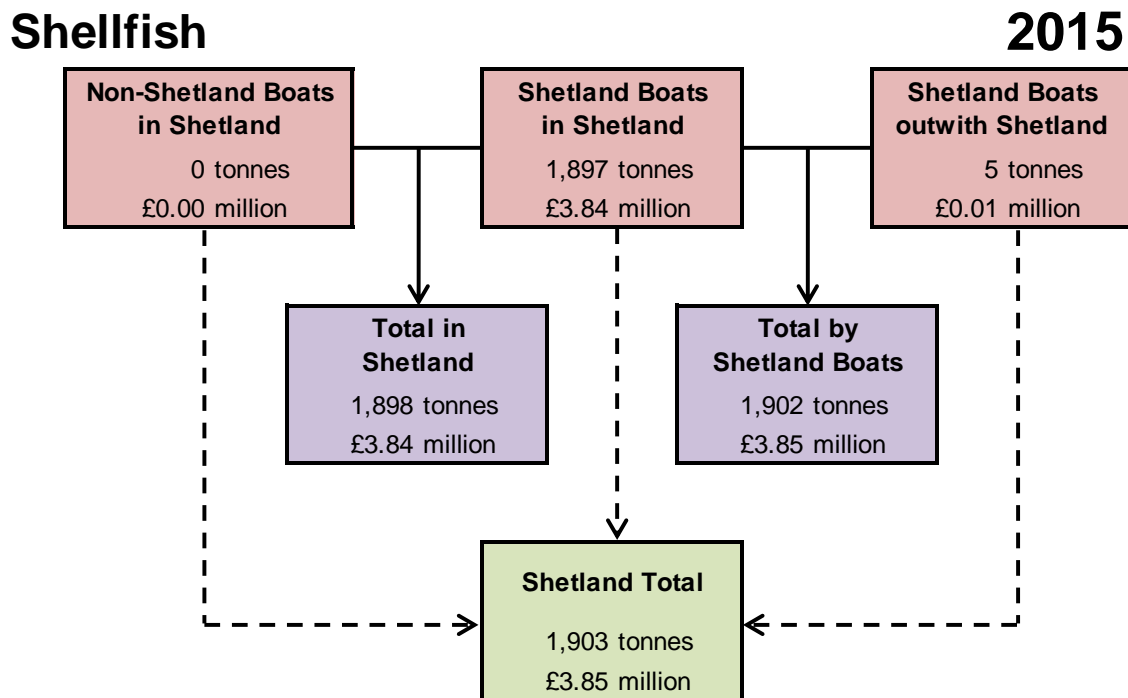 Shellfish
2015
Non-Shetland Boats
in Shetland
0 tonnes
£0.00 million
Shetland Boats
in Shetland
1,897 tonnes
£3.84 million
Shetland Boats
outwith Shetland
5 tonnes
£0.01 million
Total in
Shetland
1,898 tonnes
£3.84 million
Total by
Shetland Boats
1,902 tonnes
£3.85 million
Shetland Total
1,903 tonnes
£3.85 million